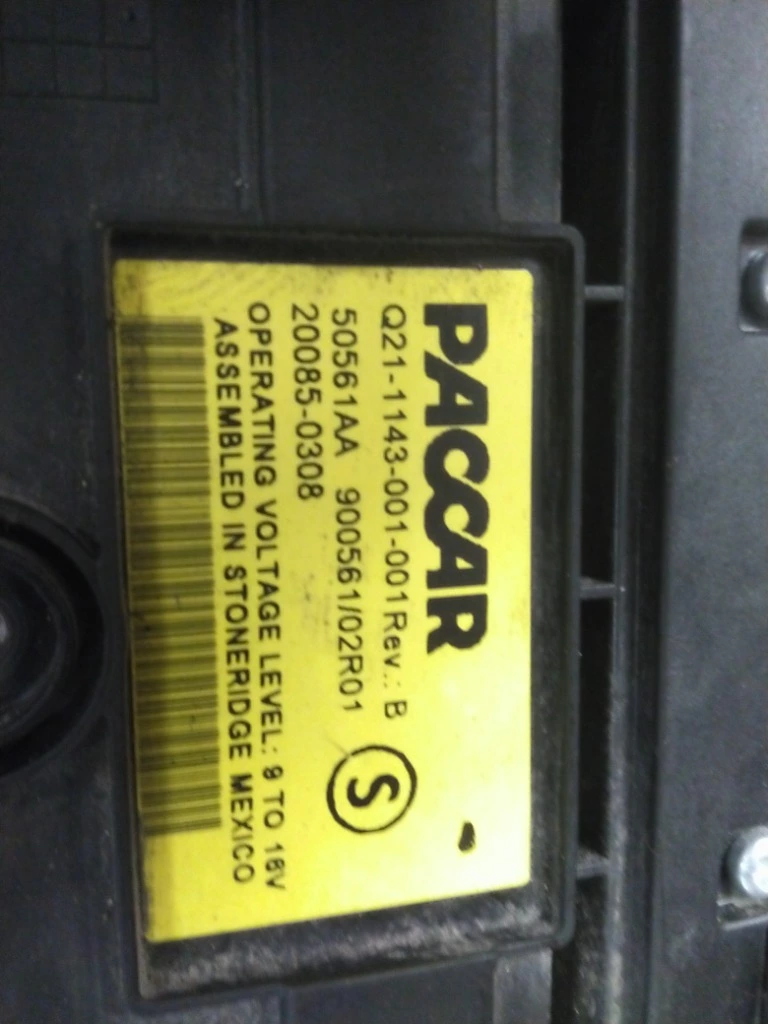 PACCAR
Q21-1143-001-001Rev.: B
50561AA 900561/02R01
S
20085-0308
OPERATING VOLTAGE LEVEL: 9 TO 16V
ASSEMBLED IN STONERIDGE MEXICO